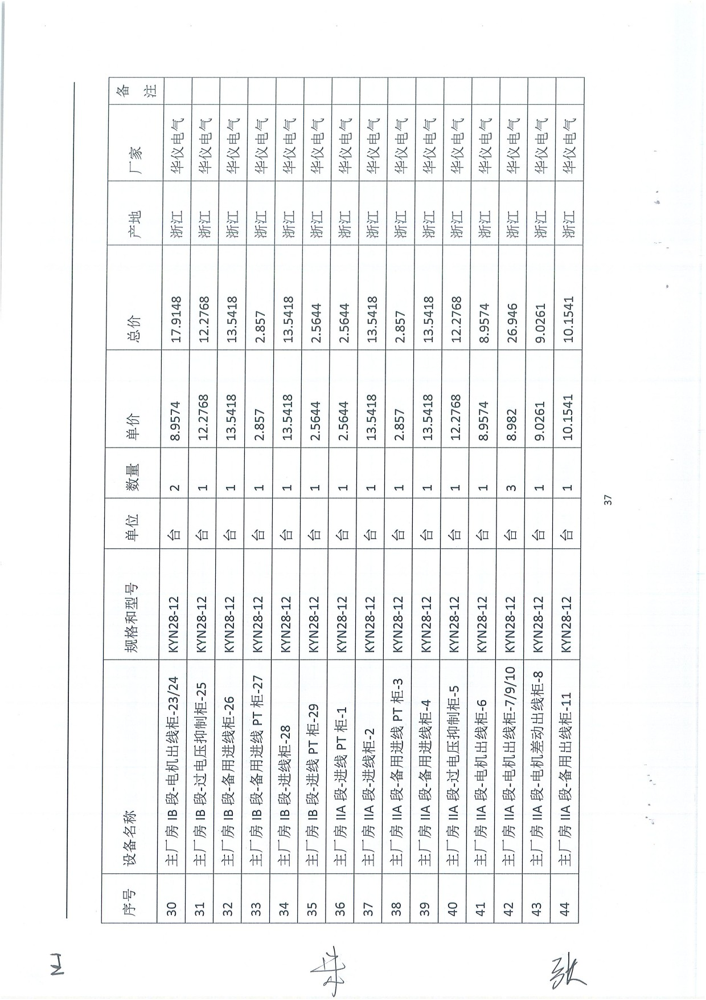 序号 设备名称 规格和型号 单位 数量 单价 总价 产地 厂家 备注
30 主厂房 IB 段-电机出线柜-23/24 KYN28-12 台 2 8.9574 17.9148 浙江 华仪电气
31 主厂房 IB 段-过电压抑制柜-25 KYN28-12 台 1 12.2768 12.2768 浙江 华仪电气
32 主厂房 IB 段-备用进线柜-26 KYN28-12 台 1 13.5418 13.5418 浙江 华仪电气
33 主厂房 IB 段-备用进线 PT 柜-27 KYN28-12 台 1 2.857 2.857 浙江 华仪电气
34 主厂房 IB 段-进线柜-28 KYN28-12 台 1 13.5418 13.5418 浙江 华仪电气
35 主厂房 IB 段-进线 PT 柜-29 KYN28-12 台 1 2.5644 2.5644 浙江 华仪电气
36 主厂房 IIA 段-进线 PT 柜-1 KYN28-12 台 1 2.5644 2.5644 浙江 华仪电气
37 主厂房 IIA 段-进线柜-2 KYN28-12 台 1 13.5418 13.5418 浙江 华仪电气
38 主厂房 IIA 段-备用进线 PT 柜-3 KYN28-12 台 1 2.857 2.857 浙江 华仪电气
39 主厂房 IIA 段-备用进线柜-4 KYN28-12 台 1 13.5418 13.5418 浙江 华仪电气
40 主厂房 IIA 段-过电压抑制柜-5 KYN28-12 台 1 12.2768 12.2768 浙江 华仪电气
41 主厂房 IIA 段-电机出线柜-6 KYN28-12 台 1 8.9574 8.9574 浙江 华仪电气
42 主厂房 IIA 段-电机出线柜-7/9/10 KYN28-12 台 3 8.982 26.946 浙江 华仪电气
43 主厂房 IIA 段-电机差动出线柜-8 KYN28-12 台 1 9.0261 9.0261 浙江 华仪电气
44 主厂房 IIA 段-备用出线柜-11 KYN28-12 台 1 10.1541 10.1541 浙江 华仪电气
37